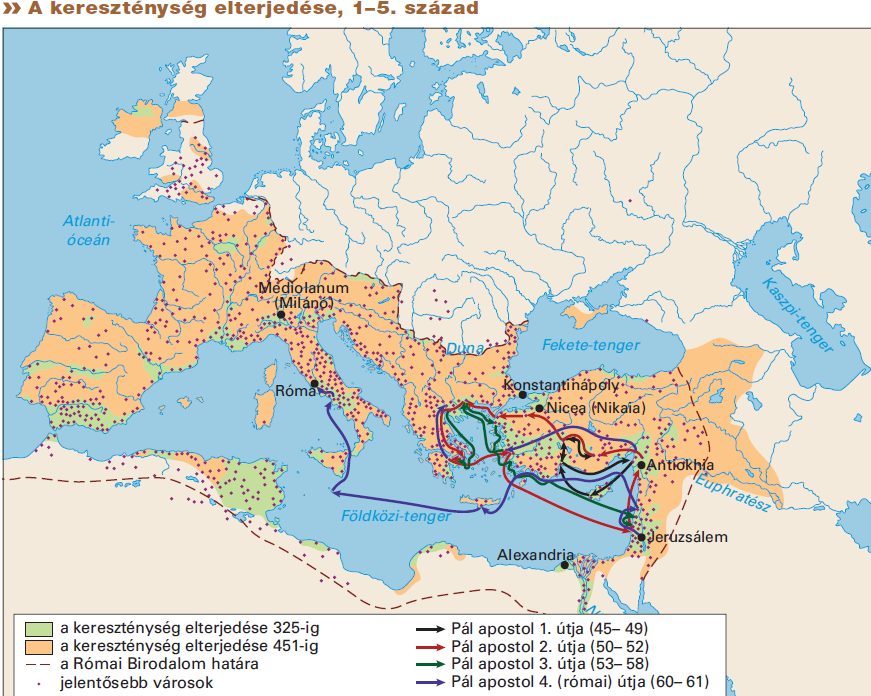 ›› A kereszténység elterjedése, 1–5. század
Atlanti-
óceán
Mediolanum
(Milánó)
Kaszpi-tenger
Duna
Fekete-tenger
Róma
Konstantinápoly
Nicea (Nikaia)
Antiokhia
Euphratész
Földközi-tenger
Jeruzsálem
Alexandria
a kereszténység elterjedése 325-ig
a kereszténység elterjedése 451-ig
a Római Birodalom határa
jelentősebb városok
Pál apostol 1. útja (45– 49)
Pál apostol 2. útja (50– 52)
Pál apostol 3. útja (53– 58)
Pál apostol 4. (római) útja (60– 61)